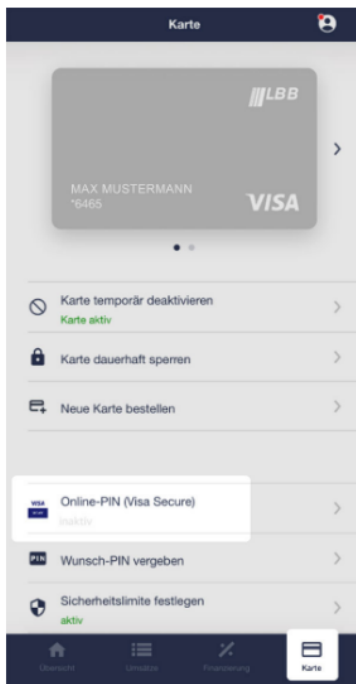 Karte
LBB
MAX MUSTERMANN
*6465
VISA
Karte temporär deaktivieren
Karte aktiv
Karte dauerhaft sperren
Neue Karte bestellen
VISA
Online-PIN (Visa Secure)
inaktiv
PIN
Wunsch-PIN vergeben
Sicherheitslimite festlegen
aktiv
Übersicht
Umsätze
Finanzierung
Karte